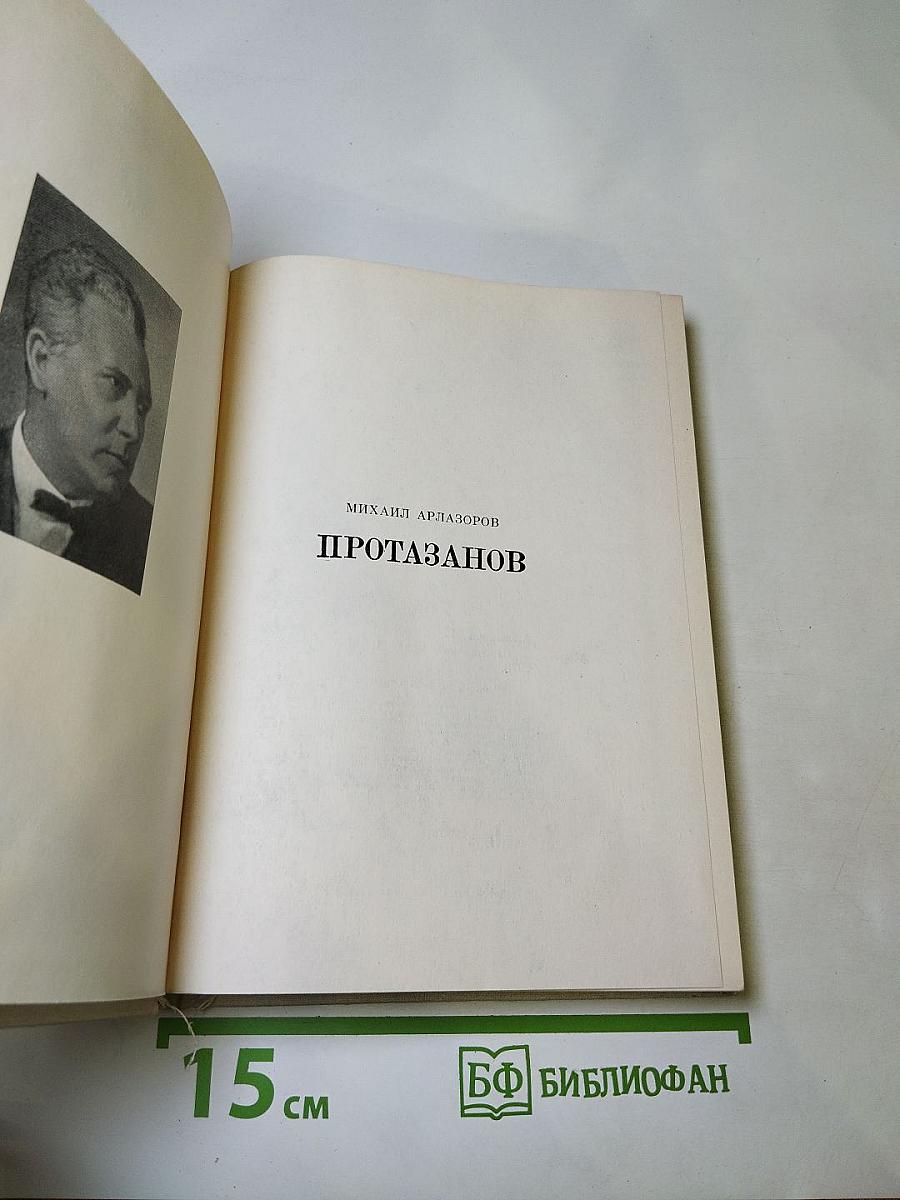 МИХАИЛ АРЛАЗОРОВ
ПРОТАЗАНОВ
15 см
БФ БИБЛИОФАН